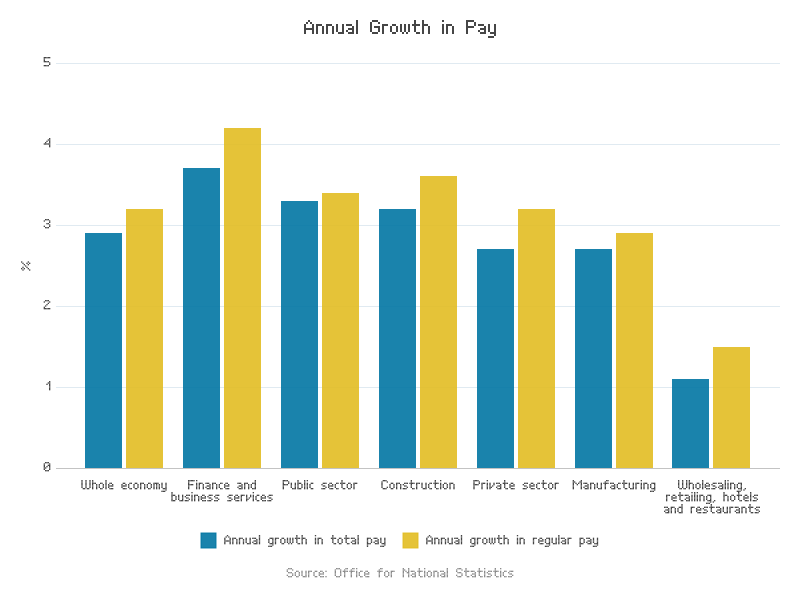 Annual Growth in Pay
5
4
3
2
1
0
%
Whole economy
Finance and
business services
Public sector
Construction
Private sector
Manufacturing
Wholesaling,
retailing, hotels
and restaurants
Annual growth in total pay
Annual growth in regular pay
Source: Office for National Statistics